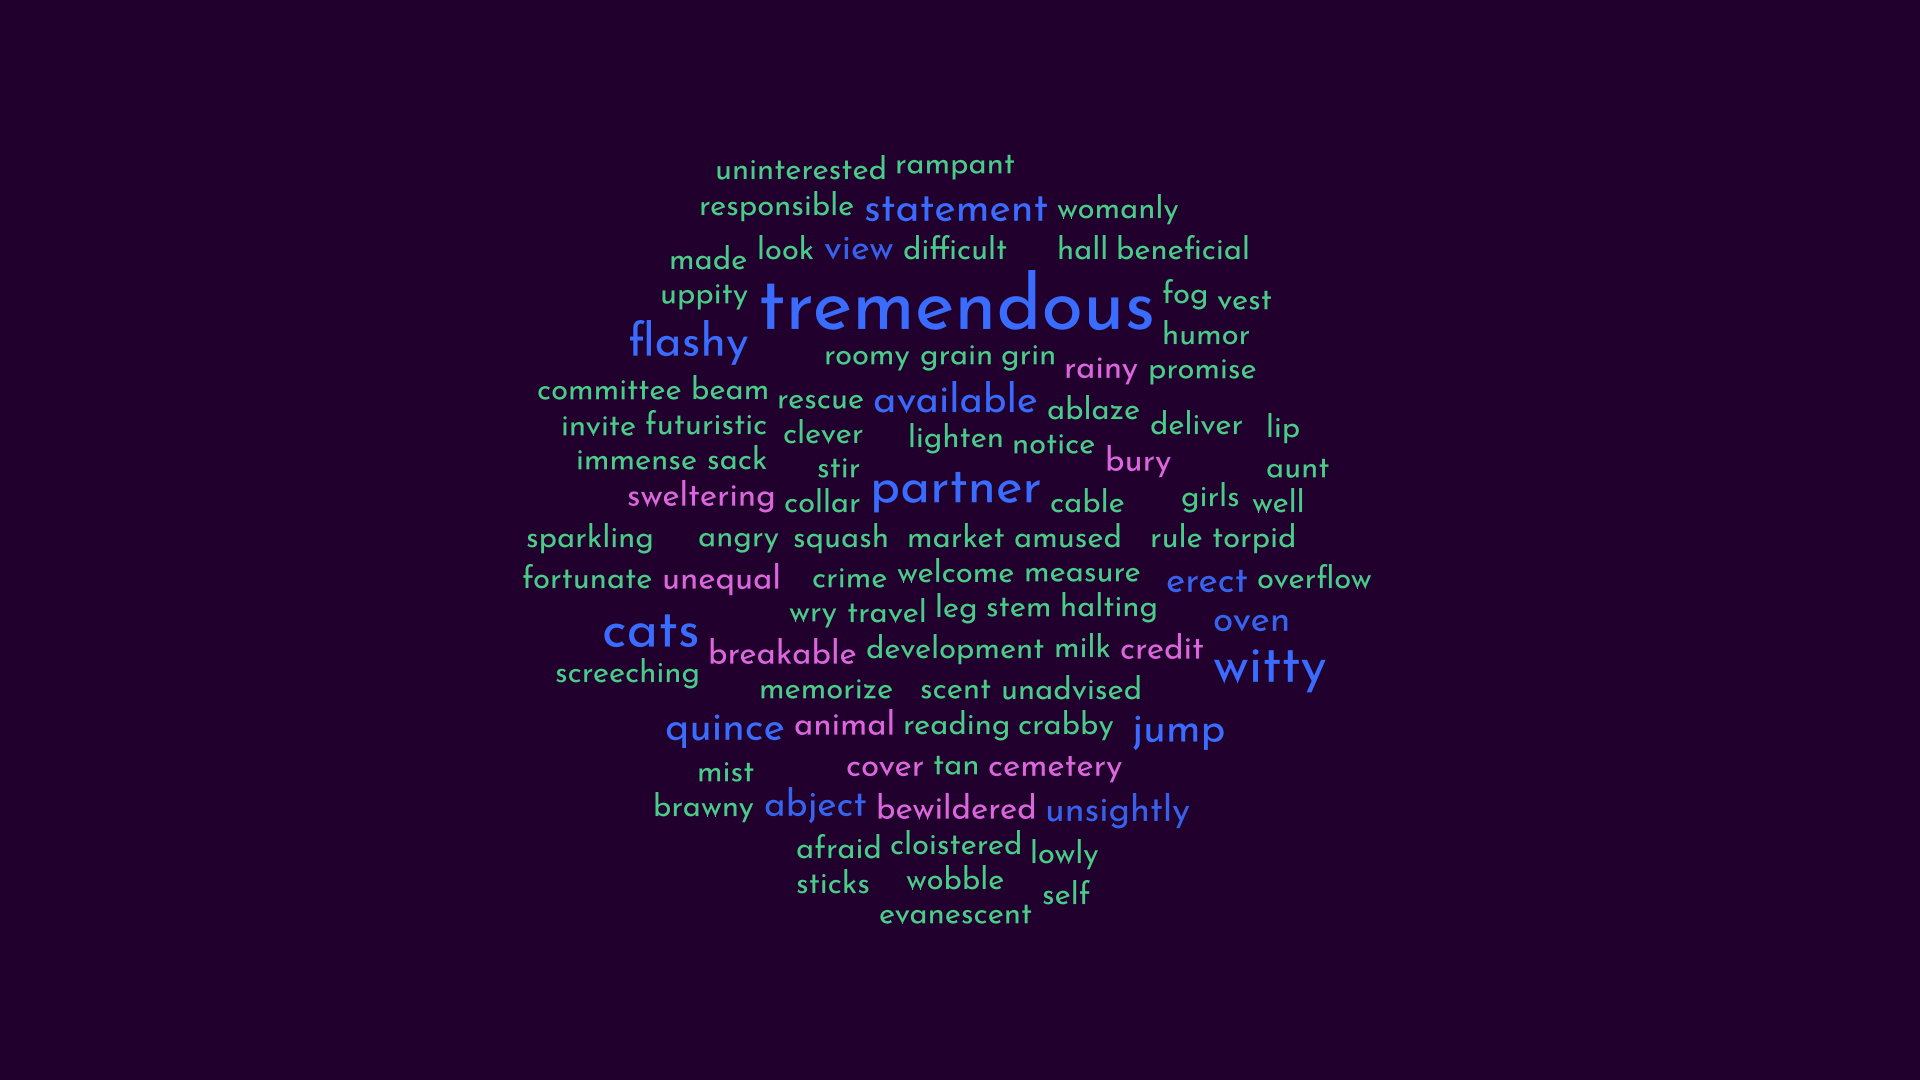 uninterested rampant
responsible statement womanly
made look view difficult hall beneficial
uppity tremendous fog vest
flashy humor
roomy grain grin rainy promise
committee beam rescue available ablaze
invite futuristic clever lighten notice deliver lip
immense sack stir bury aunt
sweltering collar partner cable girls well
sparkling angry squash market amused rule torpid
fortunate unequal crime welcome measure erect overflow
wry travel leg stem halting oven
cats breakable development milk credit witty
screeching memorize scent unadvised
quince animal reading crabby jump
mist cover tan cemetery
brawny abject bewildered unsightly
afraid cloistered lowly
sticks wobble self
evanescent